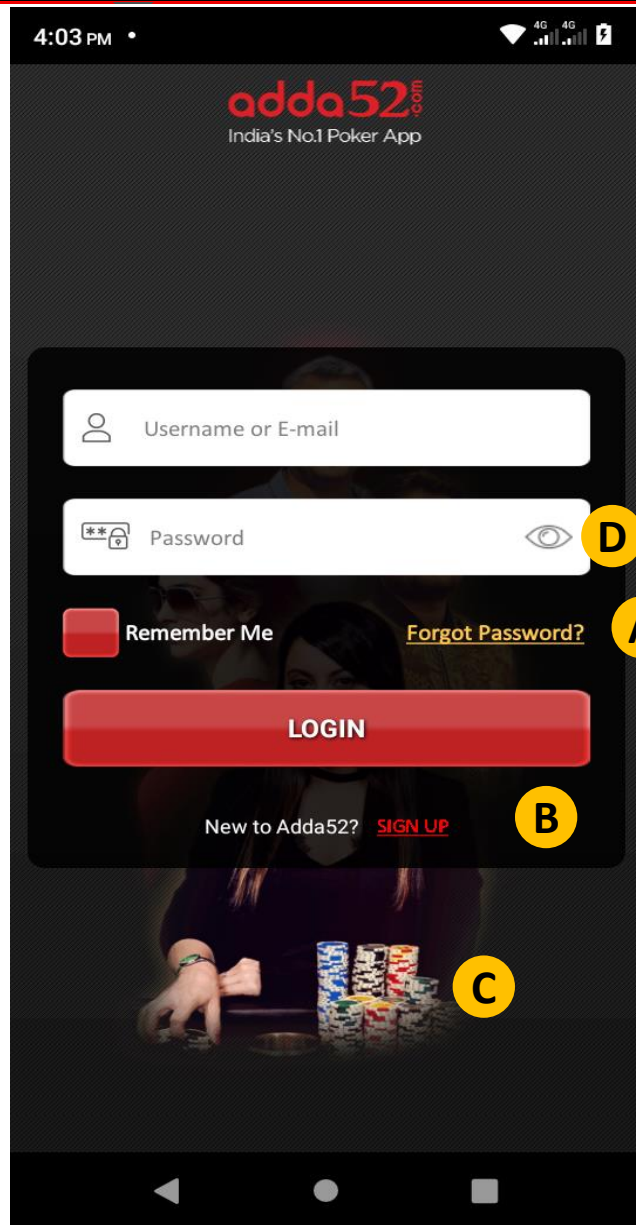 4:03 PM
4G 4G
adda52.com
India's No.1 Poker App
Username or E-mail
** Password
D
Remember Me Forgot Password?
A
LOGIN
New to Adda52? SIGN UP
B
C